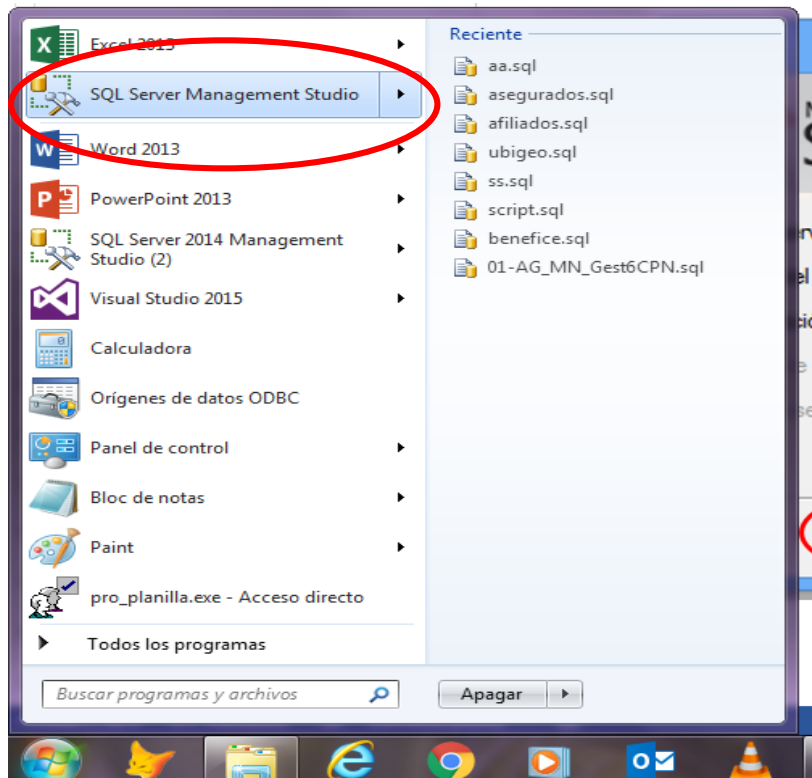 Excel 2013
SQL Server Management Studio
Word 2013
PowerPoint 2013
SQL Server 2014 Management
Studio (2)
Visual Studio 2015
Calculadora
Orígenes de datos ODBC
Panel de control
Bloc de notas
Paint
pro_planilla.exe - Acceso directo
Todos los programas
Buscar programas y archivos
Reciente
aa.sql
asegurados.sql
afiliados.sql
ubigeo.sql
ss.sql
script.sql
benefice.sql
01-AG_MN_Gest6CPN.sql
Apagar